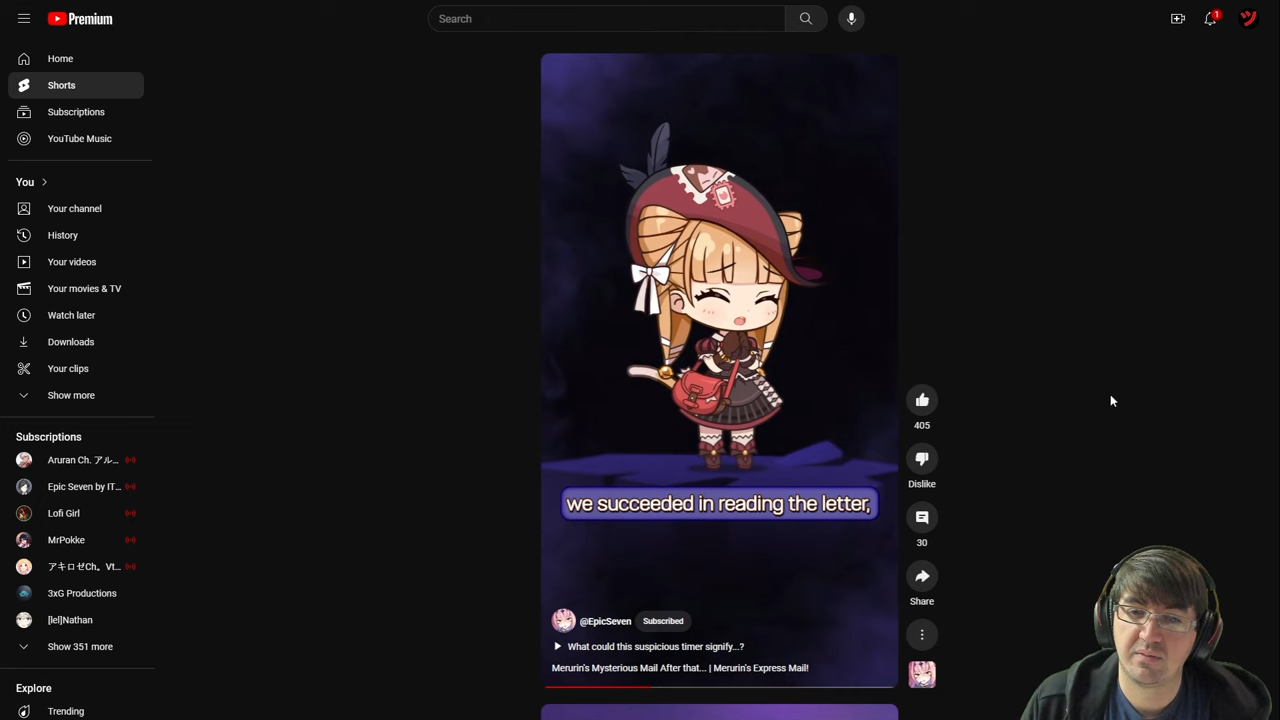 Premium
Search
1
Home
Shorts
Subscriptions
YouTube Music
You
Your channel
History
Your videos
Your movies & TV
Watch later
Downloads
Your clips
Show more
Subscriptions
Aruran Ch. アル...
Epic Seven by IT...
Lofi Girl
MrPokke
アキロゼCh。Vt...
3xG Productions
[lel]Nathan
Show 351 more
Explore
Trending
we succeeded in reading the letter,
@EpicSeven
Subscribed
What could this suspicious timer signify...?
Merurin's Mysterious Mail After that... | Merurin's Express Mail!
405
Dislike
30
Share